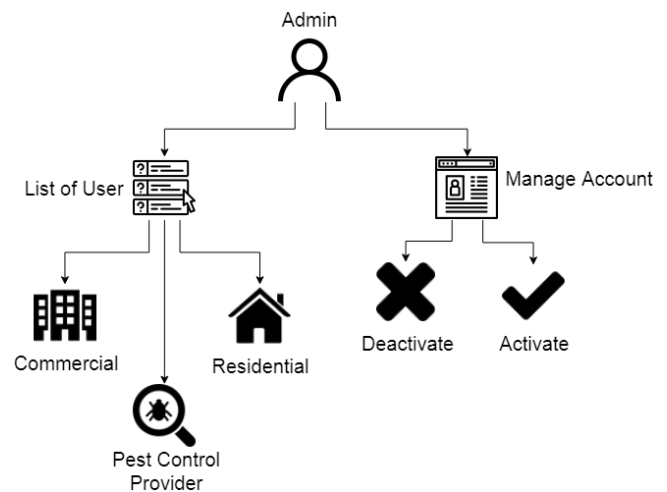 Admin
List of User
Manage Account
Commercial
Residential
Deactivate
Activate
Pest Control
Provider